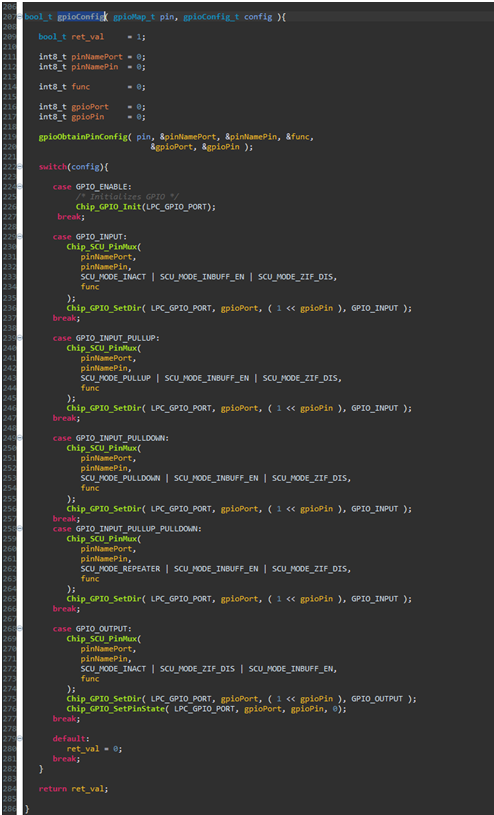 206
207 bool_t gpioConfig( gpioMap_t pin, gpioConfig_t config ){
208
209 bool_t ret_val = 1;
210
211 int8_t pinNamePort = 0;
212 int8_t pinNamePin = 0;
213
214 int8_t func = 0;
215
216 int8_t gpioPort = 0;
217 int8_t gpioPin = 0;
218
219 gpioObtainPinConfig( pin, &pinNamePort, &pinNamePin, &func,
220 &gpioPort, &gpioPin );
221
222 switch(config){
223
224 case GPIO_ENABLE:
225 /* Initializes GPIO */
226 Chip_GPIO_Init(LPC_GPIO_PORT);
227 break;
228
229 case GPIO_INPUT:
230 Chip_SCU_PinMux(
231 pinNamePort,
232 pinNamePin,
233 SCU_MODE_INACT | SCU_MODE_INBUFF_EN | SCU_MODE_ZIF_DIS,
234 func
235 );
236 Chip_GPIO_SetDir( LPC_GPIO_PORT, gpioPort, ( 1 << gpioPin ), GPIO_INPUT );
237 break;
238
239 case GPIO_INPUT_PULLUP:
240 Chip_SCU_PinMux(
241 pinNamePort,
242 pinNamePin,
243 SCU_MODE_PULLUP | SCU_MODE_INBUFF_EN | SCU_MODE_ZIF_DIS,
244 func
245 );
246 Chip_GPIO_SetDir( LPC_GPIO_PORT, gpioPort, ( 1 << gpioPin ), GPIO_INPUT );
247 break;
248
249 case GPIO_INPUT_PULLDOWN:
250 Chip_SCU_PinMux(
251 pinNamePort,
252 pinNamePin,
253 SCU_MODE_PULLDOWN | SCU_MODE_INBUFF_EN | SCU_MODE_ZIF_DIS,
254 func
255 );
256 Chip_GPIO_SetDir( LPC_GPIO_PORT, gpioPort, ( 1 << gpioPin ), GPIO_INPUT );
257 break;
258 case GPIO_INPUT_PULLUP_PULLDOWN:
259 Chip_SCU_PinMux(
260 pinNamePort,
261 pinNamePin,
262 SCU_MODE_REPEATER | SCU_MODE_INBUFF_EN | SCU_MODE_ZIF_DIS,
263 func
264 );
265 Chip_GPIO_SetDir( LPC_GPIO_PORT, gpioPort, ( 1 << gpioPin ), GPIO_INPUT );
266 break;
267
268 case GPIO_OUTPUT:
269 Chip_SCU_PinMux(
270 pinNamePort,
271 pinNamePin,
272 SCU_MODE_INACT | SCU_MODE_ZIF_DIS | SCU_MODE_INBUFF_EN,
273 func
274 );
275 Chip_GPIO_SetDir( LPC_GPIO_PORT, gpioPort, ( 1 << gpioPin ), GPIO_OUTPUT );
276 Chip_GPIO_SetPinState( LPC_GPIO_PORT, gpioPort, gpioPin, 0);
277 break;
278
279 default:
280 ret_val = 0;
281 break;
282 }
283
284 return ret_val;
285
286 }